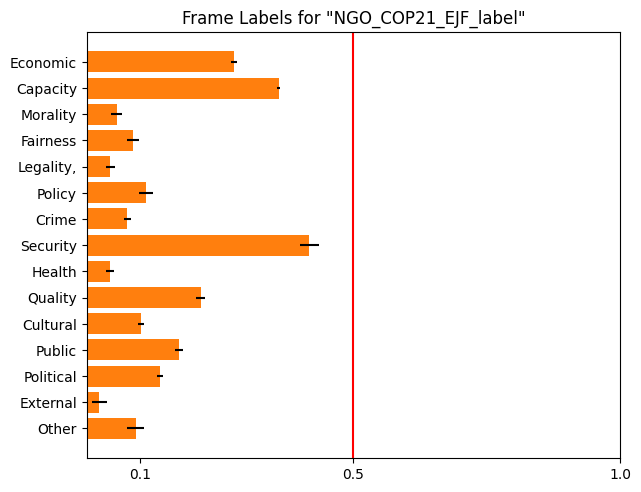 Frame Labels for "NGO_COP21_EJF_label"
Economic
Capacity
Morality
Fairness
Legality,
Policy
Crime
Security
Health
Quality
Cultural
Public
Political
External
Other
0.1 0.5 1.0